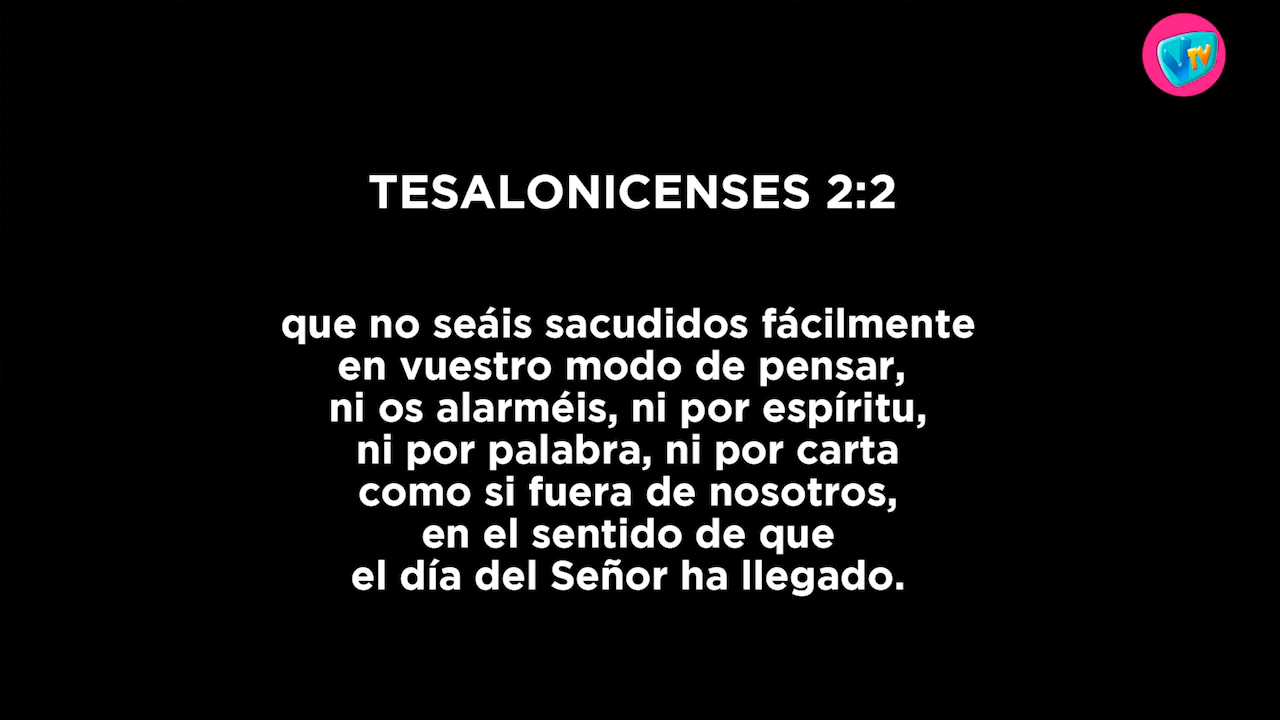 VTV
TESALONICENSES 2:2
que no seáis sacudidos fácilmente
en vuestro modo de pensar,
ni os alarméis, ni por espíritu,
ni por palabra, ni por carta
como si fuera de nosotros,
en el sentido de que
el día del Señor ha llegado.